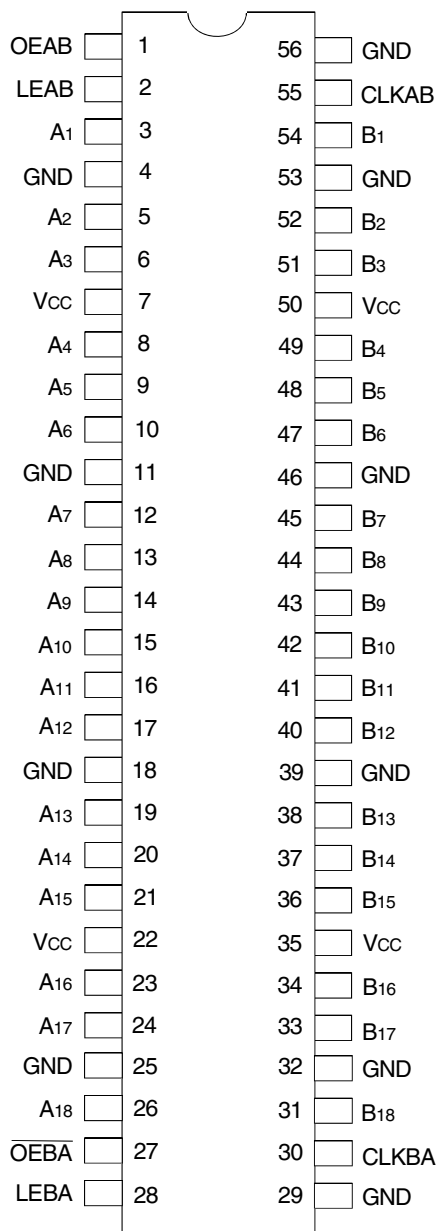 OEAB 1 56 GND
LEAB 2 55 CLKAB
A1 3 54 B1
GND 4 53 GND
A2 5 52 B2
A3 6 51 B3
VCC 7 50 VCC
A4 8 49 B4
A5 9 48 B5
A6 10 47 B6
GND 11 46 GND
A7 12 45 B7
A8 13 44 B8
A9 14 43 B9
A10 15 42 B10
A11 16 41 B11
A12 17 40 B12
GND 18 39 GND
A13 19 38 B13
A14 20 37 B14
A15 21 36 B15
VCC 22 35 VCC
A16 23 34 B16
A17 24 33 B17
GND 25 32 GND
A18 26 31 B18
O̅E̅B̅A̅ 27 30 CLKBA
LEBA 28 29 GND